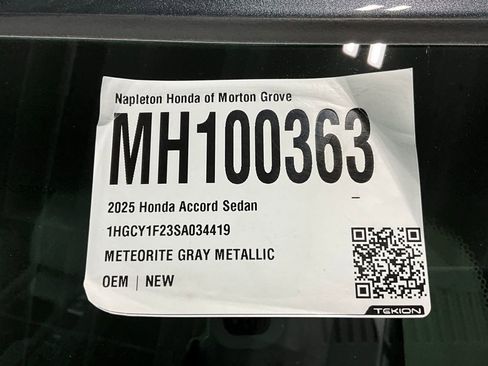 Napleton Honda of Morton Grove
MH100363
2025 Honda Accord Sedan
1HGCY1F23SA034419
METEORITE GRAY METALLIC
OEM | NEW
TEKION